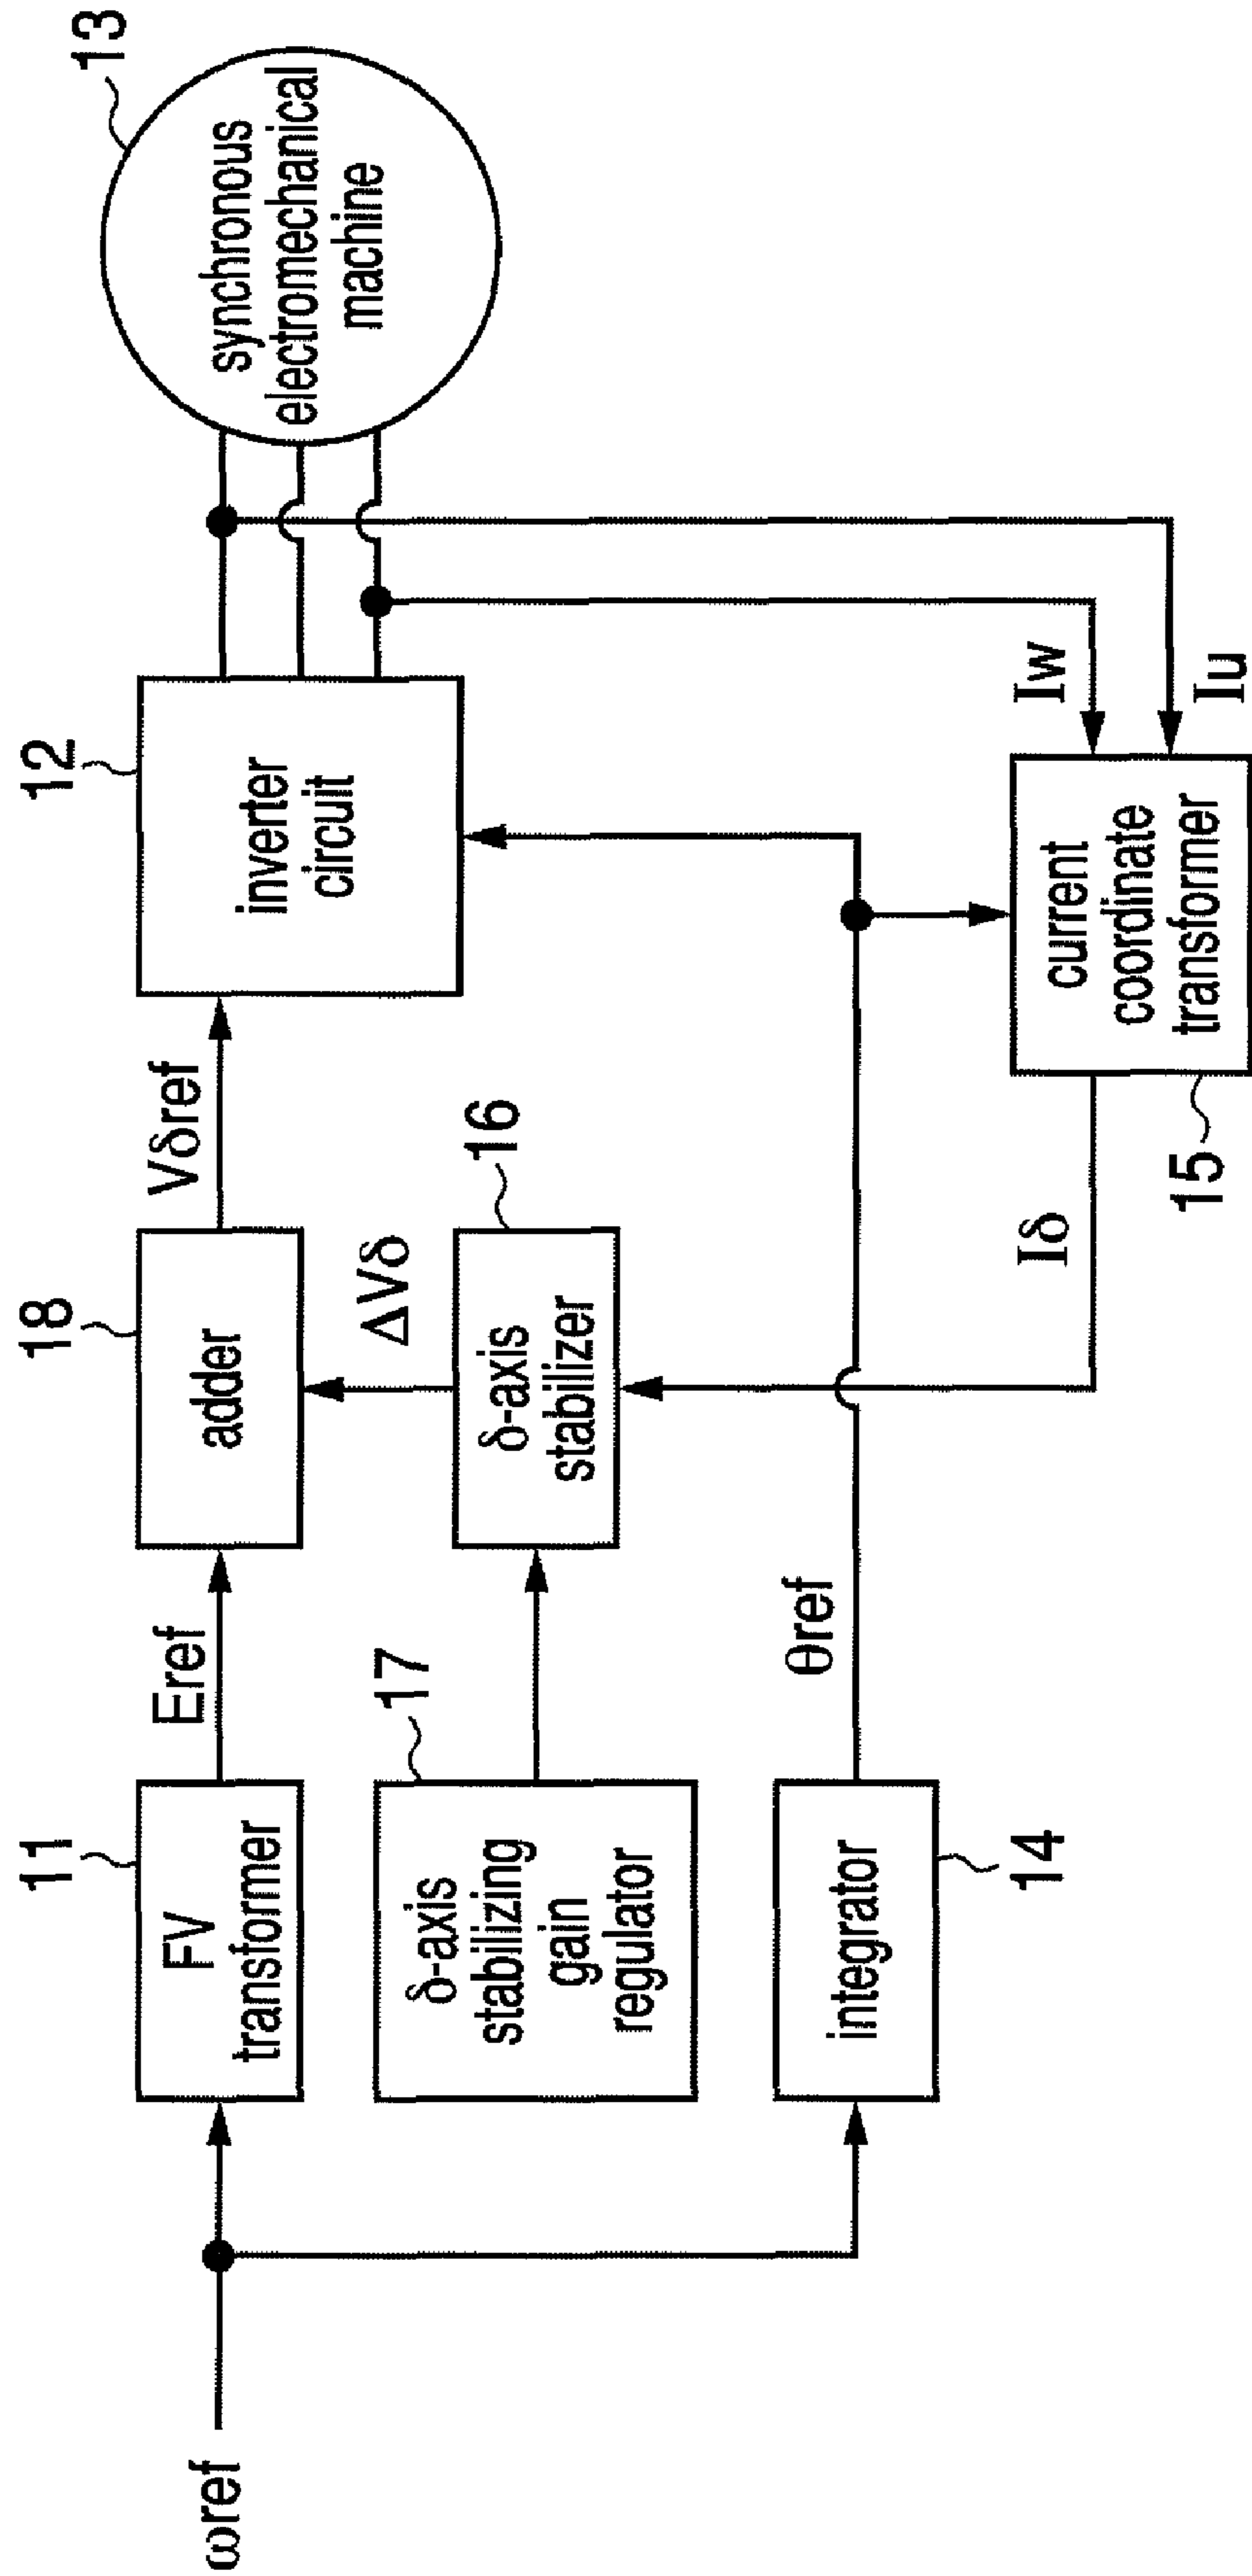 ωref
11
FV
transformer
Eref
18
adder
Vδref
12
inverter
circuit
13
synchronous
electromechanical
machine
17
δ-axis
stabilizing
gain
regulator
16
δ-axis
stabilizer
ΔVδ
14
integrator
θref
Iδ
15
current
coordinate
transformer
Iw
Iu